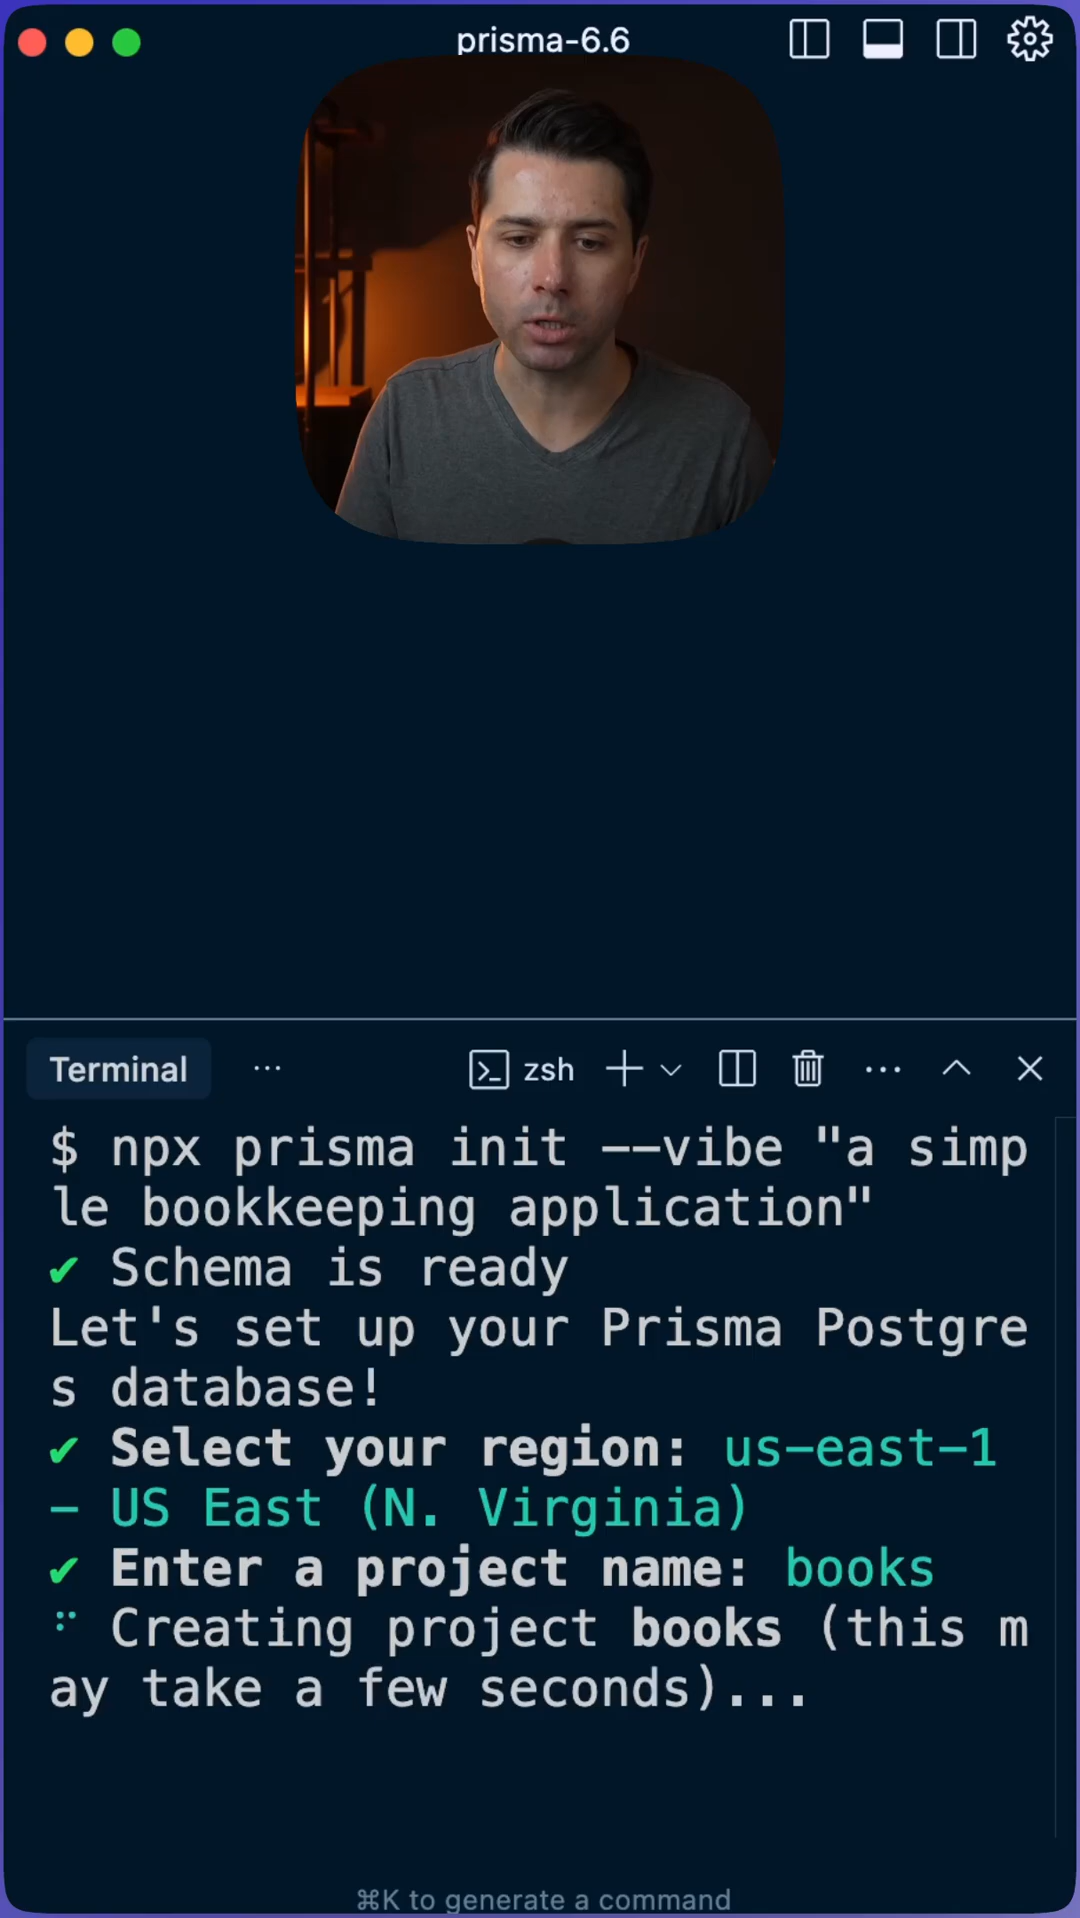 prisma-6.6
Terminal ... zsh ...
$ npx prisma init --vibe "a simp
le bookkeeping application"
✔ Schema is ready
Let's set up your Prisma Postgre
s database!
✔ Select your region: us-east-1
- US East (N. Virginia)
✔ Enter a project name: books
⠋ Creating project books (this m
ay take a few seconds)...
⌘K to generate a command